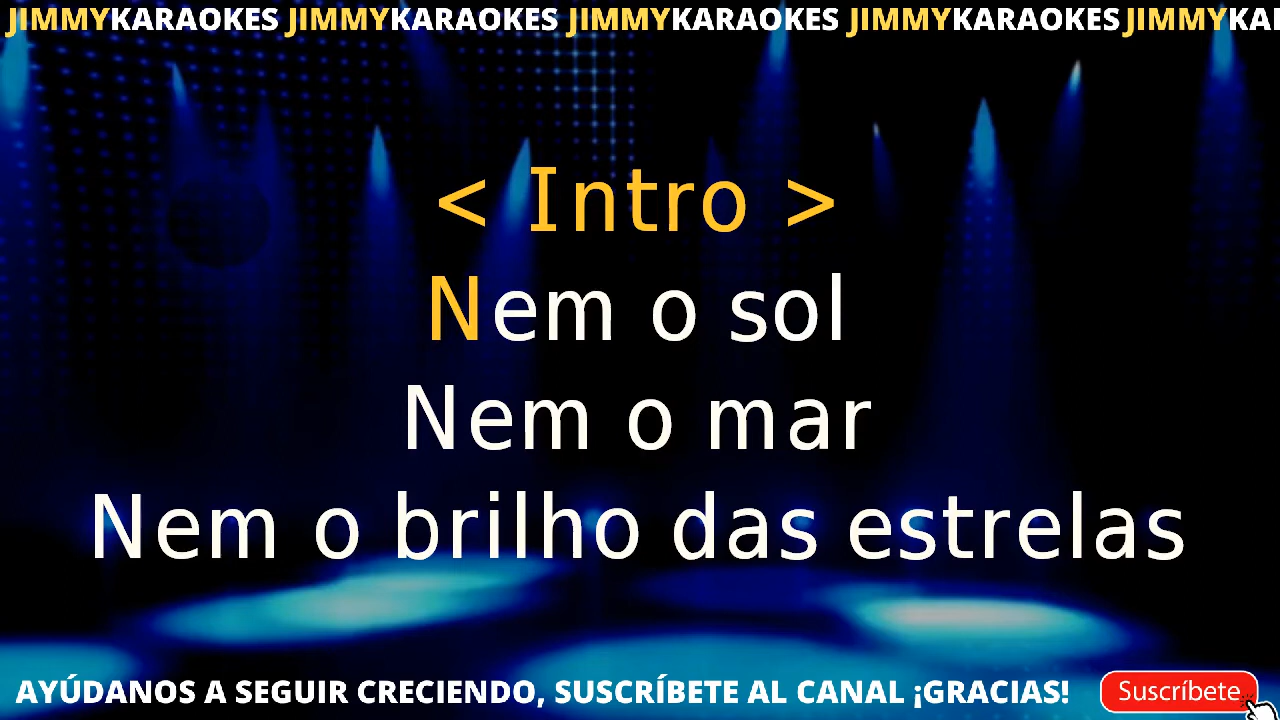 JIMMYKARAOKES JIMMYKARAOKES JIMMYKARAOKES JIMMYKARAOKES JIMMYKA
< Intro >
Nem o sol
Nem o mar
Nem o brilho das estrelas
AYÚDANOS A SEGUIR CRECIENDO, SUSCRÍBETE AL CANAL ¡GRACIAS! Suscríbete